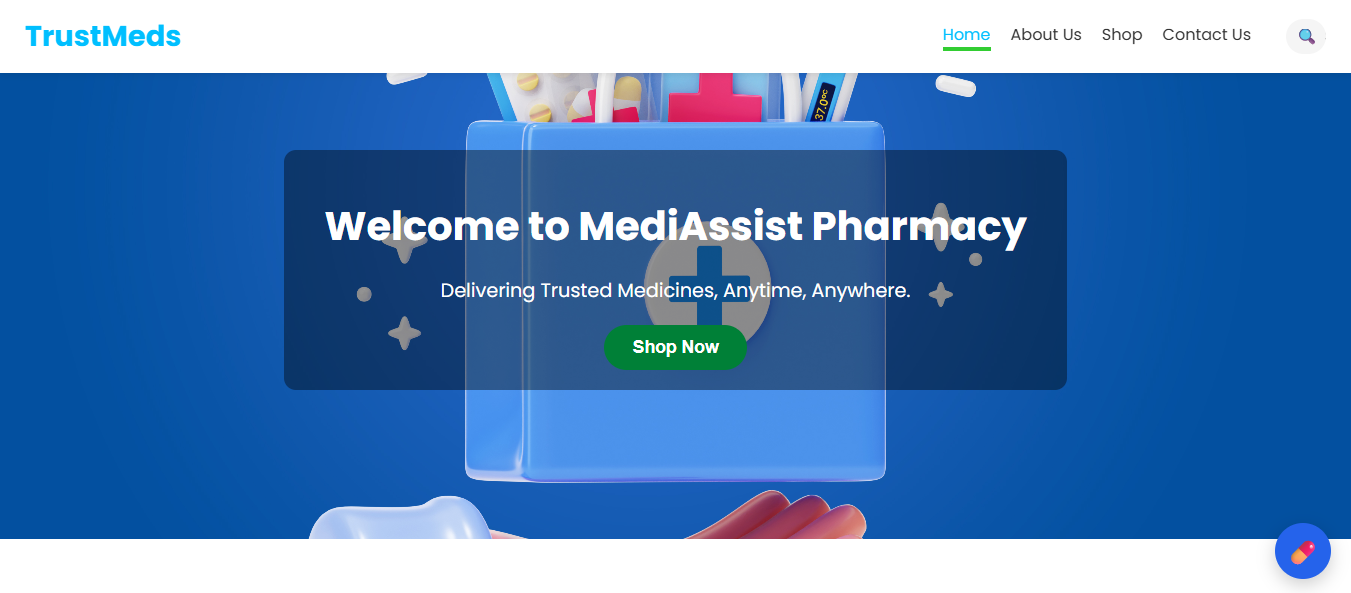 TrustMeds
Home About Us Shop Contact Us
37.0°C
Welcome to MediAssist Pharmacy
Delivering Trusted Medicines, Anytime, Anywhere.
Shop Now